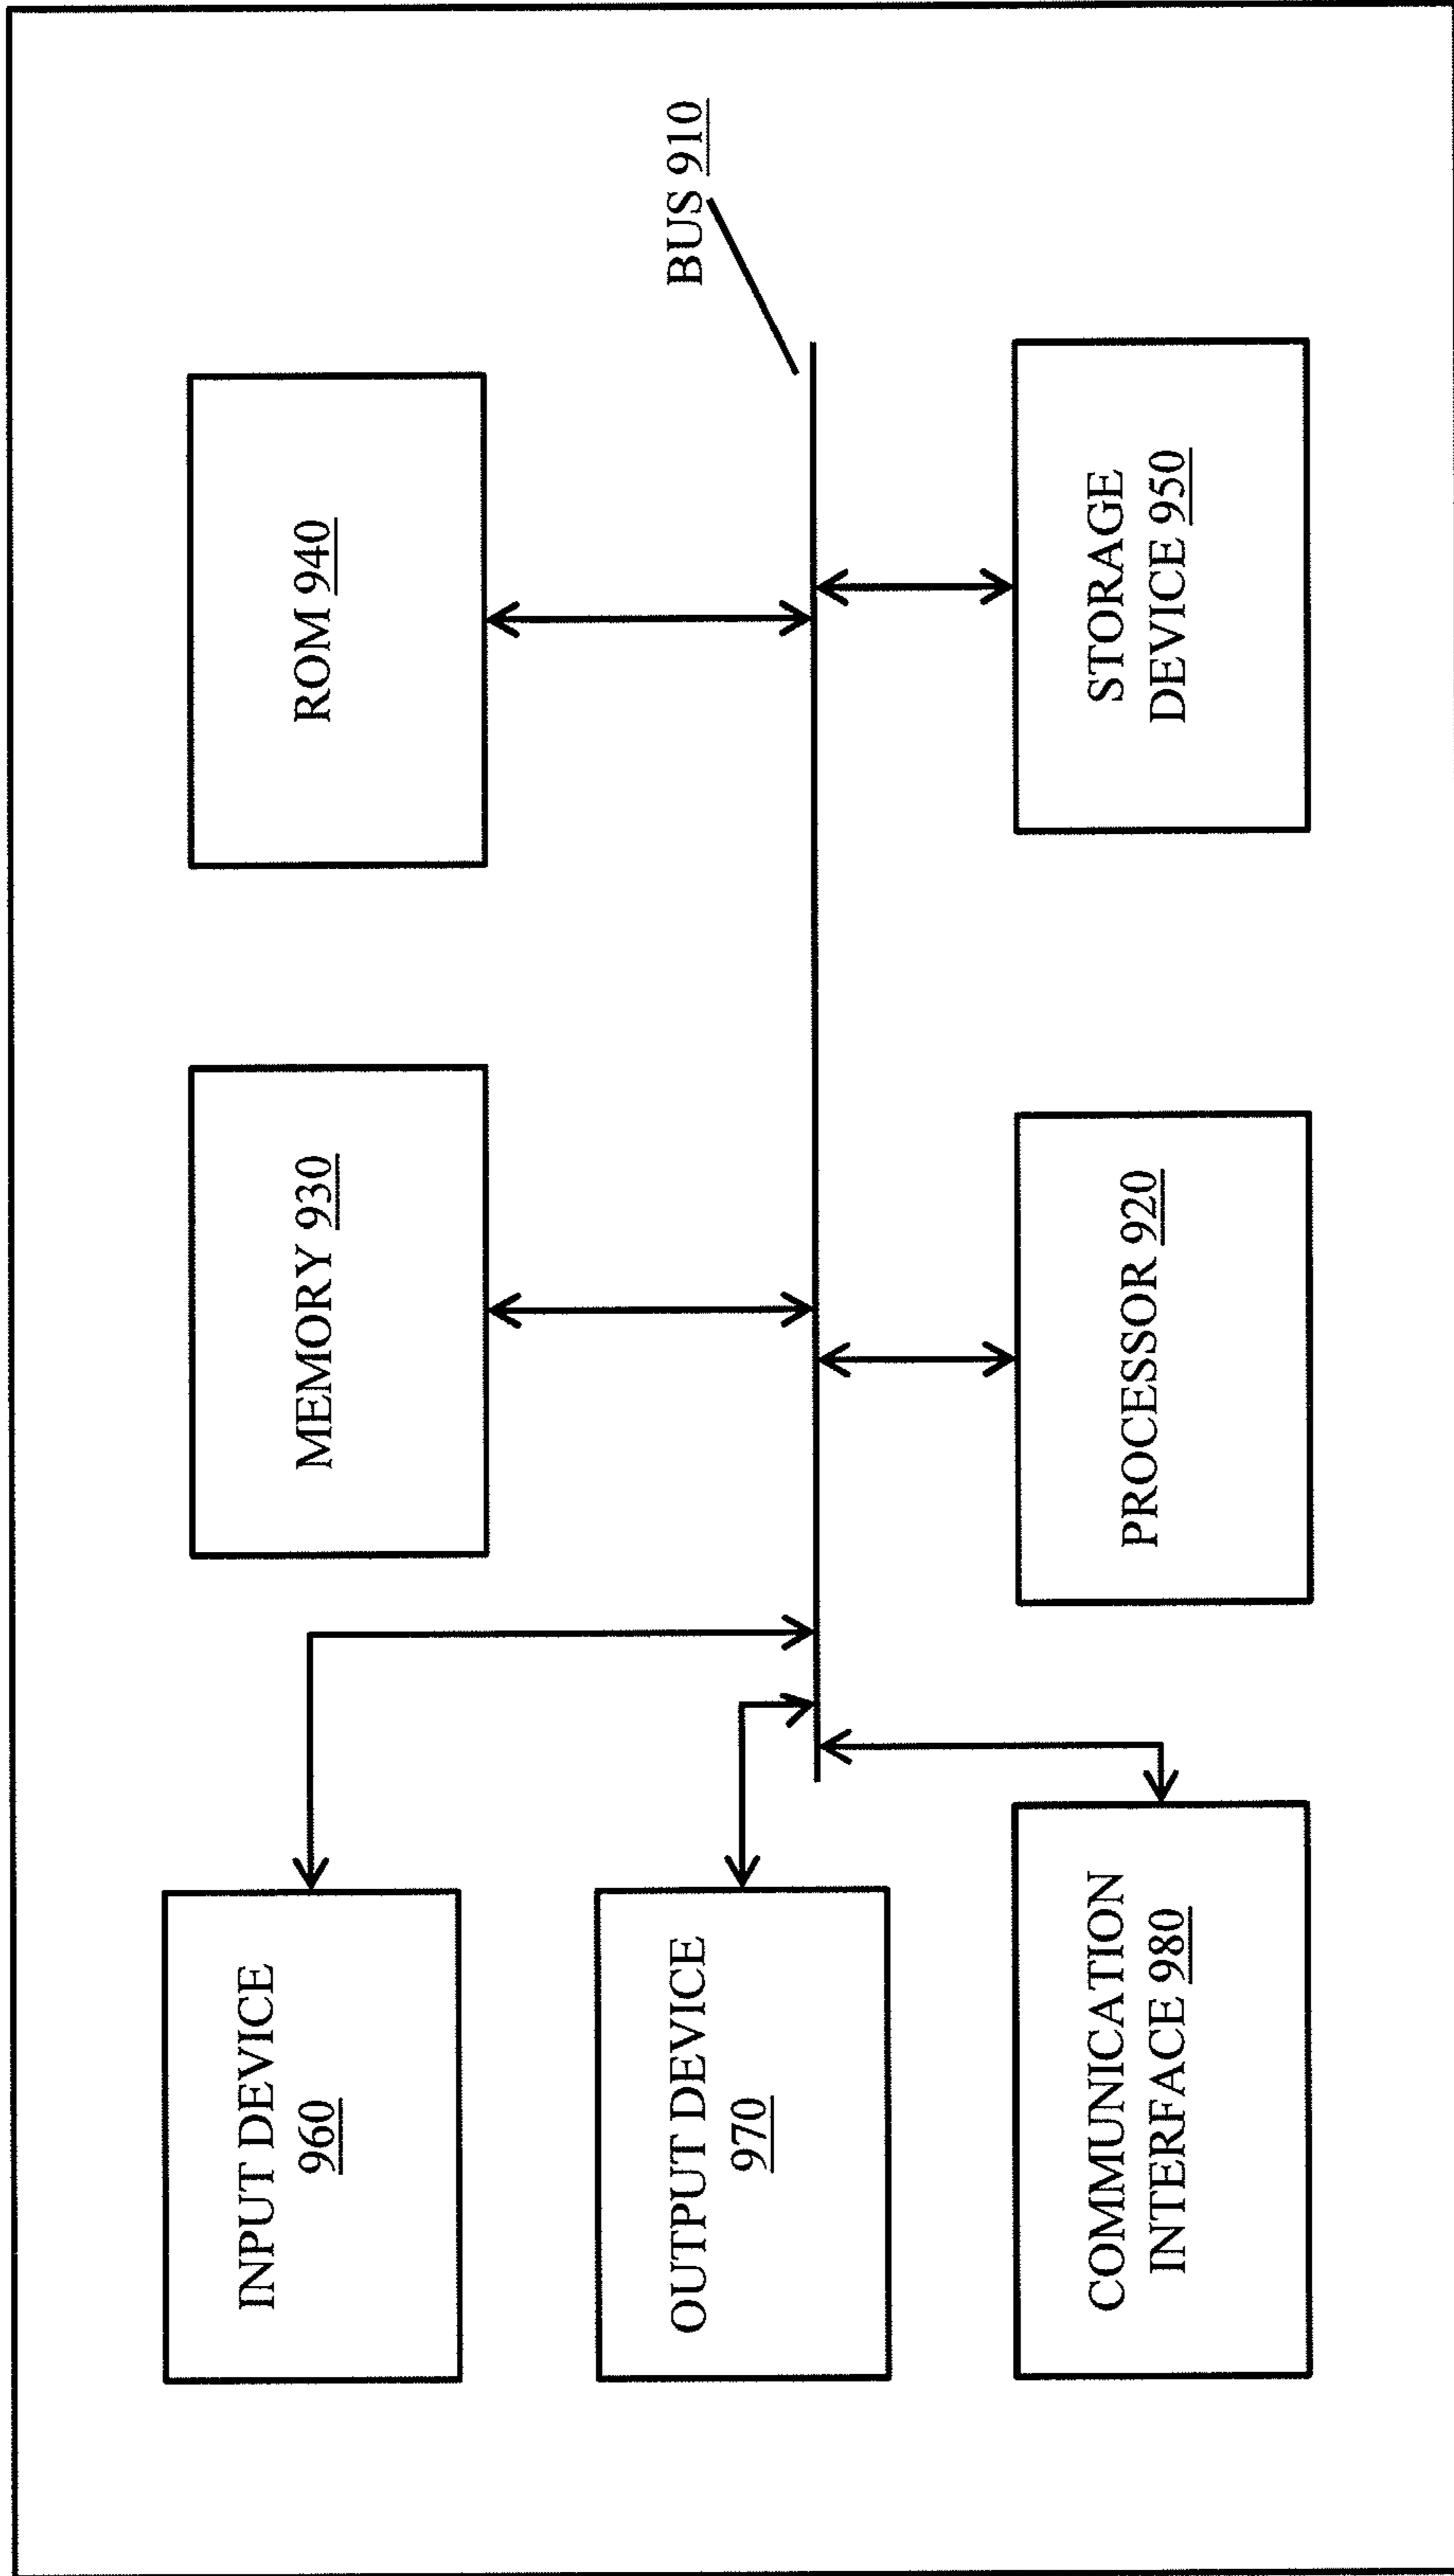 INPUT DEVICE
960
MEMORY 930
ROM 940
OUTPUT DEVICE
970
BUS 910
COMMUNICATION
INTERFACE 980
PROCESSOR 920
STORAGE
DEVICE 950